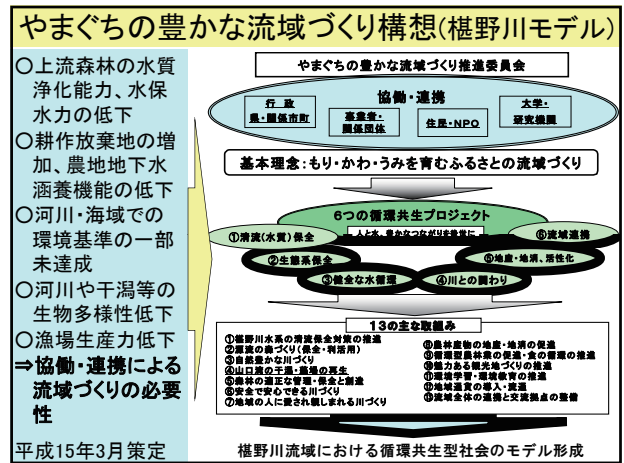 やまぐちの豊かな流域づくり構想(椹野川モデル)
○上流森林の水質
浄化能力、水保
水力の低下
○耕作放棄地の増
加、農地地下水
涵養機能の低下
○河川・海域での
環境基準の一部
未達成
○河川や干潟等の
生物多様性低下
○漁場生産力低下
⇒協働・連携による
流域づくりの必要
性
平成15年3月策定
やまぐちの豊かな流域づくり推進委員会
協働・連携
行政
県・関係市町
事業者・
関係団体
住民・NPO
大学・
研究機関
基本理念:もり・かわ・うみを育むふるさとの流域づくり
6つの循環共生プロジェクト
人と水、豊かなつながりを後世に
①清流(水質)保全
②生態系保全
③健全な水循環
④川との関わり
⑤地産・地消、活性化
⑥流域連携
13の主な取組み
①椹野川水系の清流保全対策の推進
②源流の森づくり(保全・利活用)
③自然豊かな川づくり
④山口湾の干潟・藻場の再生
⑤森林の適正な管理・保全と創造
⑥安全で安心できる川づくり
⑦地域の人に愛され親しまれる川づくり
⑧農林産物の地産・地消の促進
⑨循環型農林業の促進・食の循環の推進
⑩魅力ある観光地づくりの推進
⑪環境学習・環境教育の推進
⑫地域通貨の導入・流通
⑬流域全体の連携と交流拠点の整備
椹野川流域における循環共生型社会のモデル形成